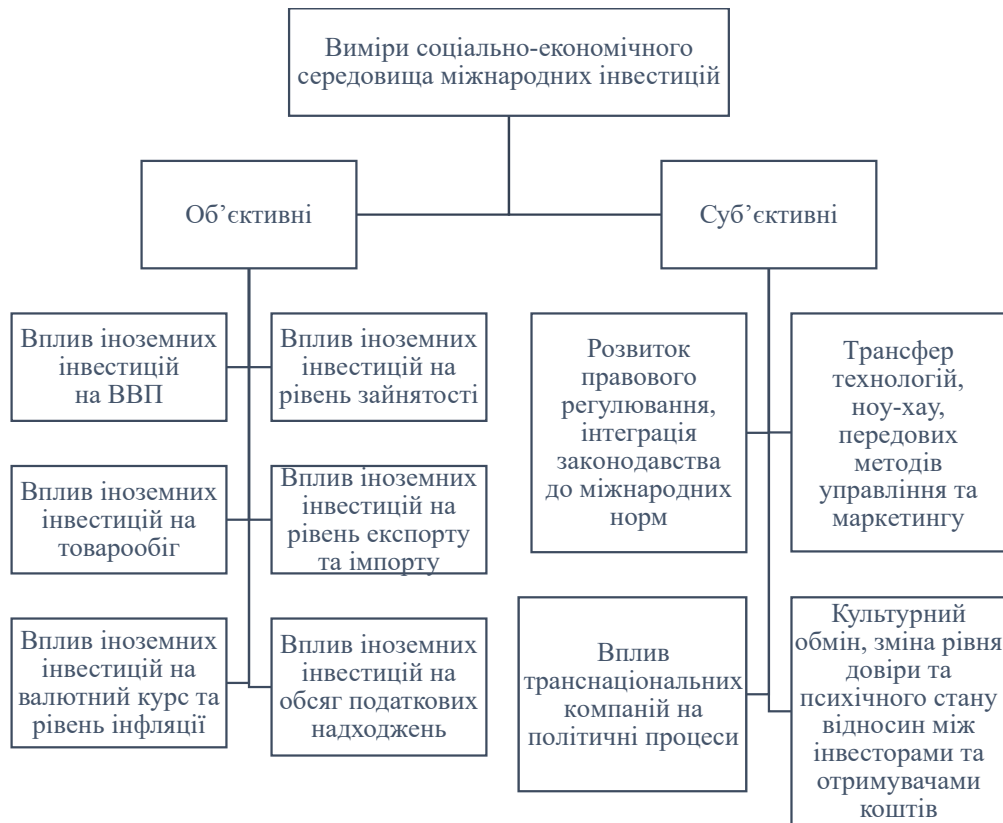 Виміри соціально-економічного
середовища міжнародних інвестицій
Об’єктивні
Суб’єктивні
Вплив іноземних
інвестицій
на ВВП
Вплив іноземних
інвестицій на
рівень зайнятості
Вплив іноземних
інвестицій на
товарообіг
Вплив іноземних
інвестицій на
рівень експорту
та імпорту
Вплив іноземних
інвестицій на
валютний курс та
рівень інфляції
Вплив іноземних
інвестицій на
обсяг податкових
надходжень
Розвиток
правового
регулювання,
інтеграція
законодавства
до міжнародних
норм
Трансфер
технологій,
ноу-хау,
передових
методів
управління та
маркетингу
Вплив
транснаціональних
компаній на
політичні процеси
Культурний
обмін, зміна рівня
довіри та
психічного стану
відносин між
інвесторами та
отримувачами
коштів